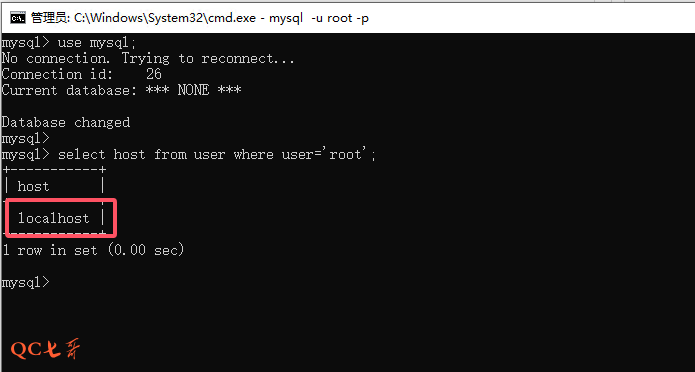 管理员: C:\Windows\System32\cmd.exe - mysql  -u root -p
mysql> use mysql;
No connection. Trying to reconnect...
Connection id:    26
Current database: *** NONE ***
Database changed
mysql>
mysql> select host from user where user='root';
+-----------+
| host      |
+-----------+
| localhost |
+-----------+
1 row in set (0.00 sec)
mysql>
QC七哥